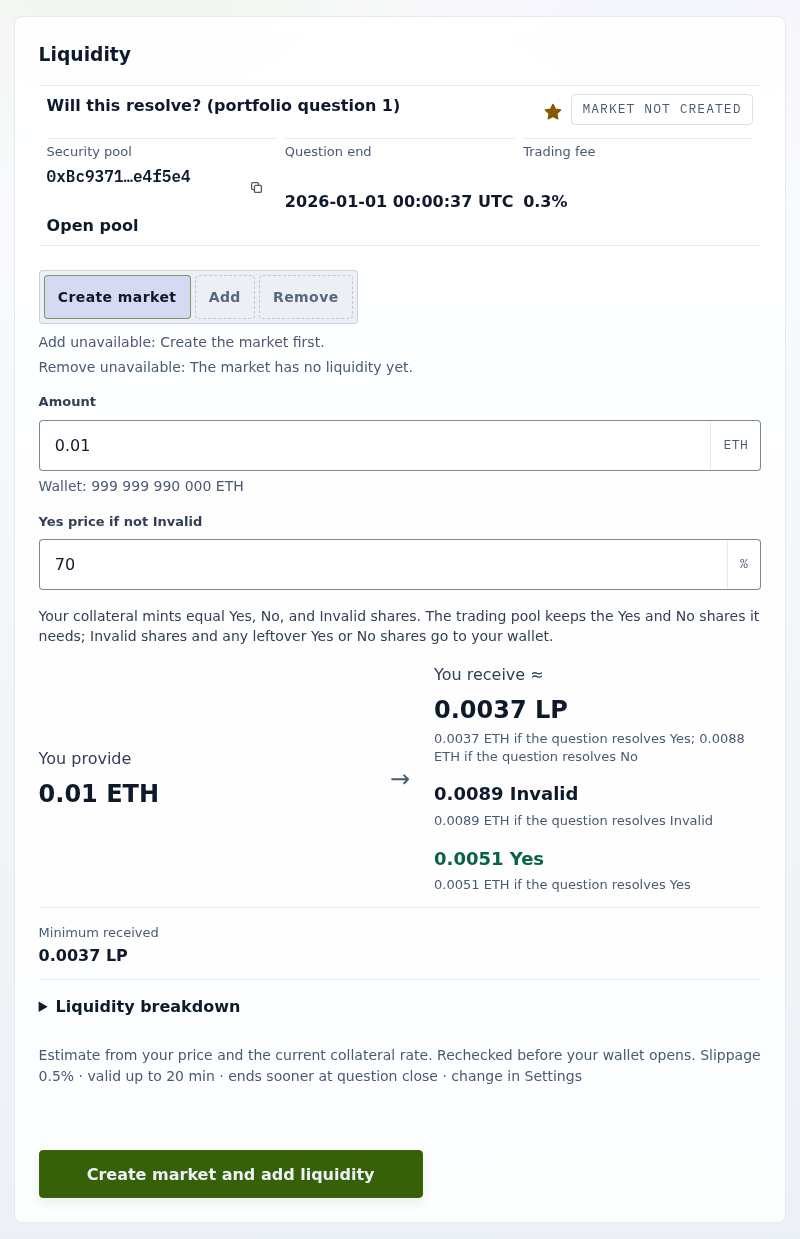 Liquidity
Will this resolve? (portfolio question 1)
MARKET NOT CREATED
Security pool
0xBc9371…e4f5e4
Open pool
Question end
2026-01-01 00:00:37 UTC
Trading fee
0.3%
Create market
Add
Remove
Add unavailable: Create the market first.
Remove unavailable: The market has no liquidity yet.
Amount
0.01
ETH
Wallet: 999 999 990 000 ETH
Yes price if not Invalid
70
%
Your collateral mints equal Yes, No, and Invalid shares. The trading pool keeps the Yes and No shares it
needs; Invalid shares and any leftover Yes or No shares go to your wallet.
You provide
0.01 ETH
→
You receive ≈
0.0037 LP
0.0037 ETH if the question resolves Yes; 0.0088
ETH if the question resolves No
0.0089 Invalid
0.0089 ETH if the question resolves Invalid
0.0051 Yes
0.0051 ETH if the question resolves Yes
Minimum received
0.0037 LP
Liquidity breakdown
Estimate from your price and the current collateral rate. Rechecked before your wallet opens. Slippage
0.5% · valid up to 20 min · ends sooner at question close · change in Settings
Create market and add liquidity